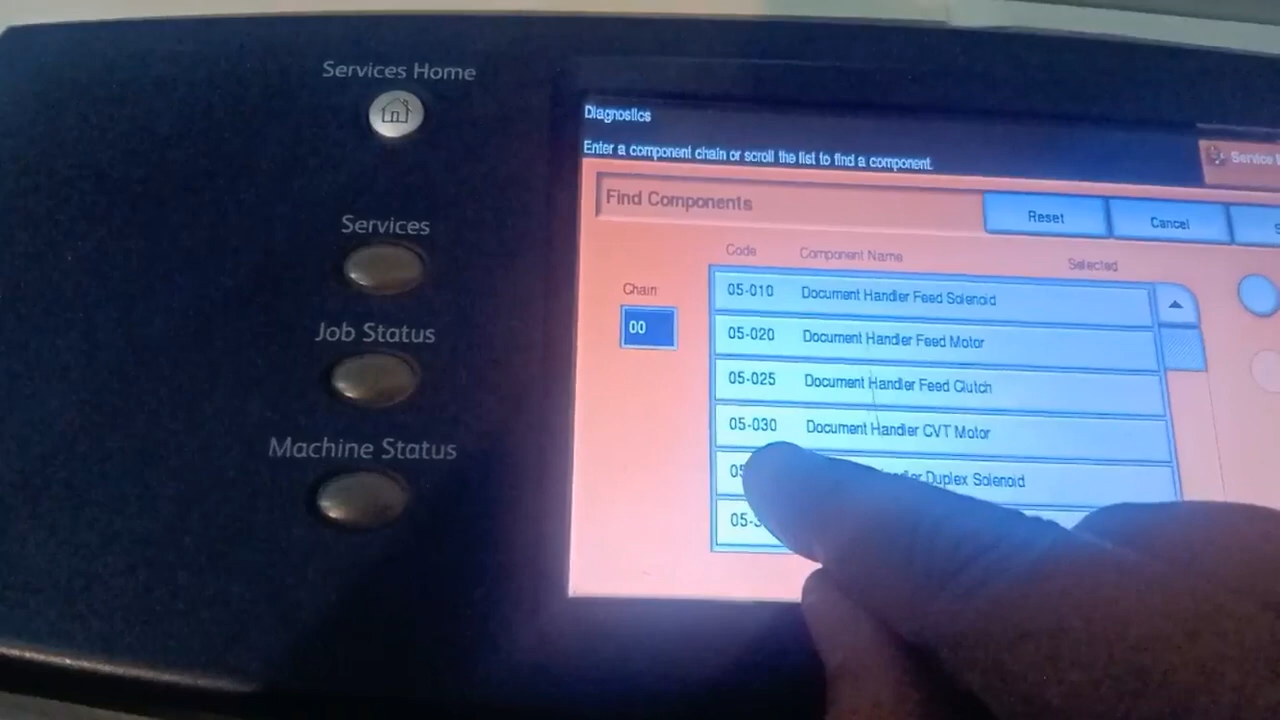 Services Home
Diagnostics
Enter a component chain or scroll the list to find a component.
Service
Find Components
Reset
Cancel
Services
Code Component Name Selected
Chain:
00
05-010 Document Handler Feed Solenoid
05-020 Document Handler Feed Motor
Job Status
05-025 Document Handler Feed Clutch
05-030 Document Handler CVT Motor
Machine Status
Duplex Solenoid